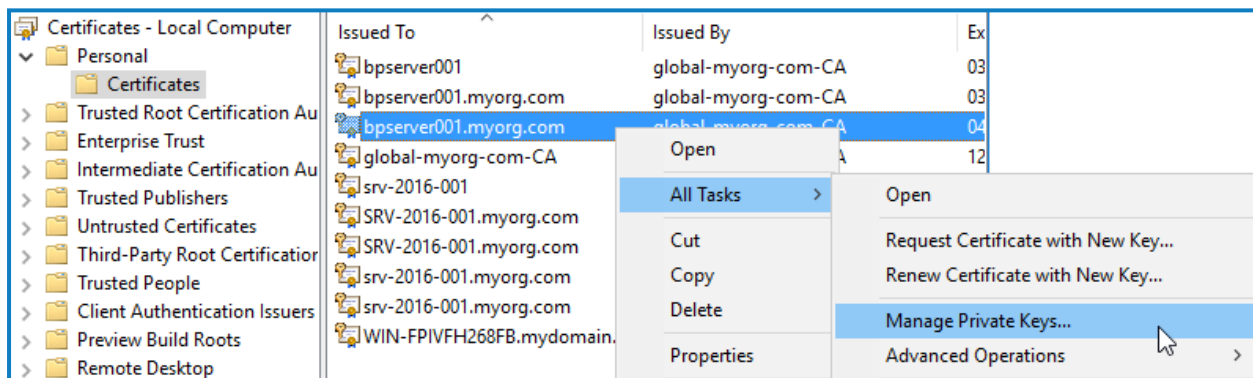 Certificates - Local Computer
Personal
Certificates
Trusted Root Certification Au
Enterprise Trust
Intermediate Certification Au
Trusted Publishers
Untrusted Certificates
Third-Party Root Certification
Trusted People
Client Authentication Issuers
Preview Build Roots
Remote Desktop
Issued To Issued By Ex
bpserver001 global-myorg-com-CA 03
bpserver001.myorg.com global-myorg-com-CA 03
bpserver001.myorg.com global-myorg-com-CA 04
global-myorg-com-CA A 12
srv-2016-001
SRV-2016-001.myorg.com
SRV-2016-001.myorg.com
srv-2016-001.myorg.com
srv-2016-001.myorg.com
WIN-FPIVFH268FB.mydomain.
Open
All Tasks
Cut
Copy
Delete
Properties
Open
Request Certificate with New Key...
Renew Certificate with New Key...
Manage Private Keys...
Advanced Operations